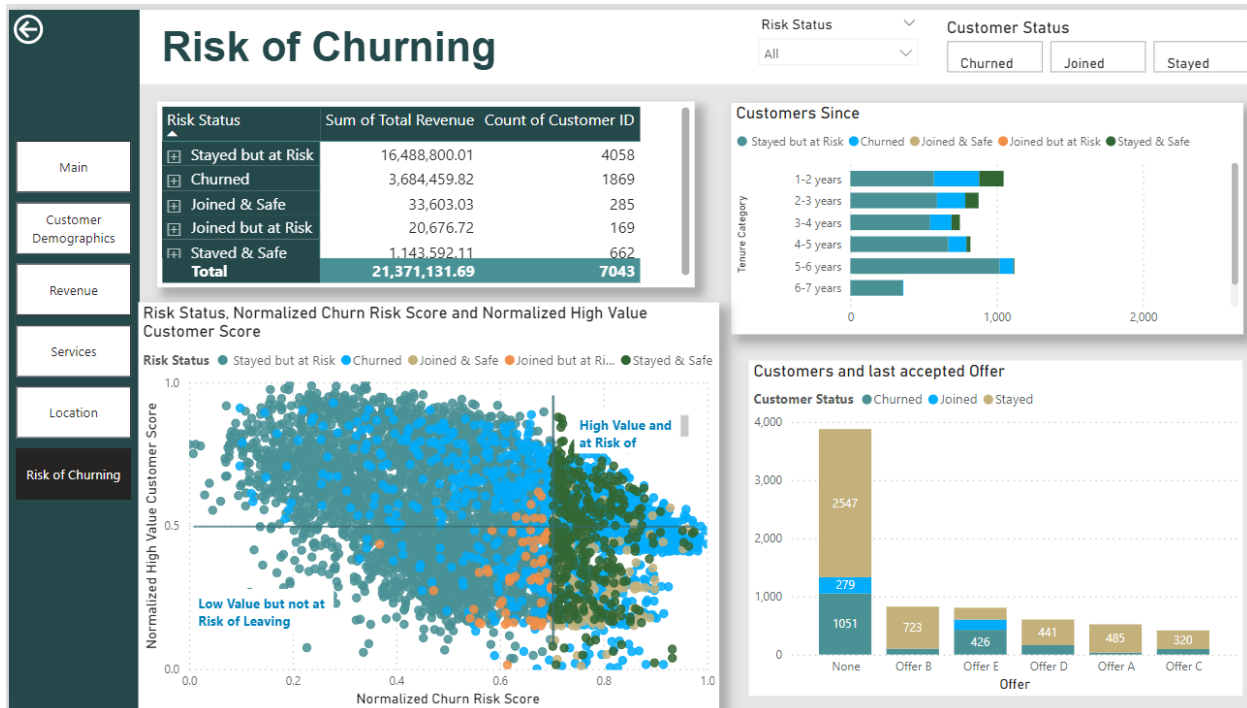 Risk of Churning
Risk Status
All
Customer Status
Churned
Joined
Stayed
Main
Customer
Demographics
Revenue
Services
Location
Risk of Churning
Risk Status Sum of Total Revenue Count of Customer ID
Stayed but at Risk 16,488,800.01 4058
Churned 3,684,459.82 1869
Joined & Safe 33,603.03 285
Joined but at Risk 20,676.72 169
Stayed & Safe 1,143,592.11 662
Total 21,371,131.69 7043
Customers Since
Stayed but at Risk Churned Joined & Safe Joined but at Risk Stayed & Safe
Tenure Category
1-2 years
2-3 years
3-4 years
4-5 years
5-6 years
6-7 years
0 1,000 2,000
Risk Status, Normalized Churn Risk Score and Normalized High Value
Customer Score
Risk Status Stayed but at Risk Churned Joined & Safe Joined but at Ri... Stayed & Safe
Normalized High Value Customer Score
1.0
0.5
0.0
High Value and
at Risk of
Low Value but not at
Risk of Leaving
0.0 0.2 0.4 0.6 0.8 1.0
Normalized Churn Risk Score
Customers and last accepted Offer
Customer Status Churned Joined Stayed
4,000
3,000
2,000
1,000
0
2547
279
1051
723
426
441
485
320
None Offer B Offer E Offer D Offer A Offer C
Offer